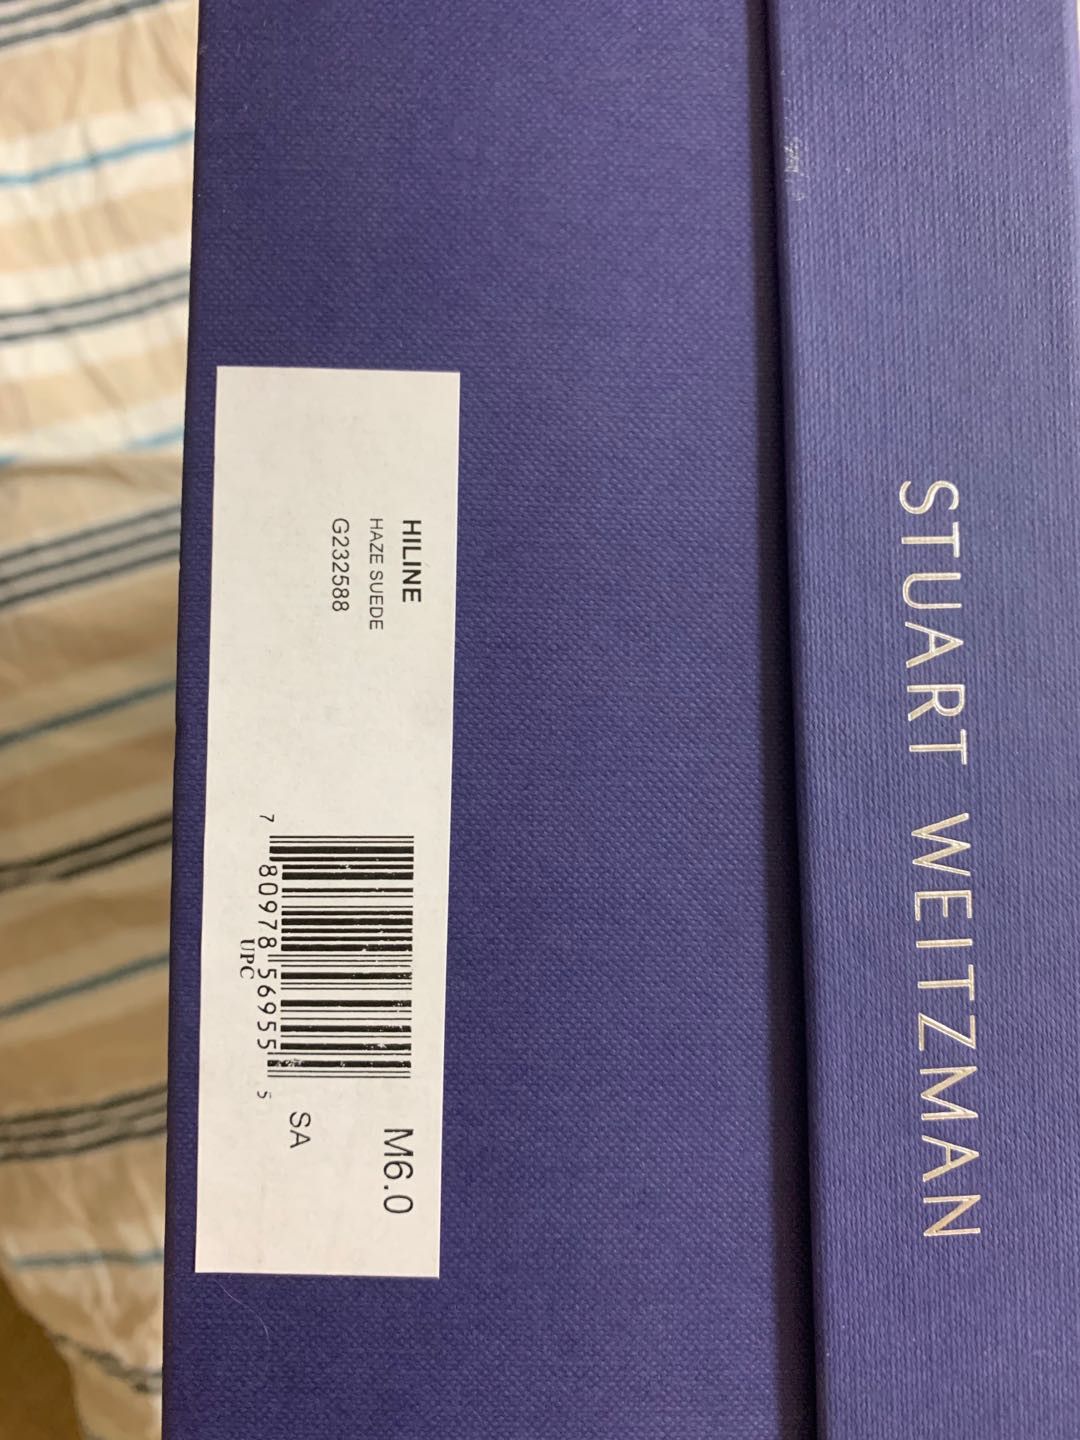 STUART WEITZMAN
HILINE
HAZE SUEDE
G232588
7 80978 56955 5
UPC
M6.0
SA